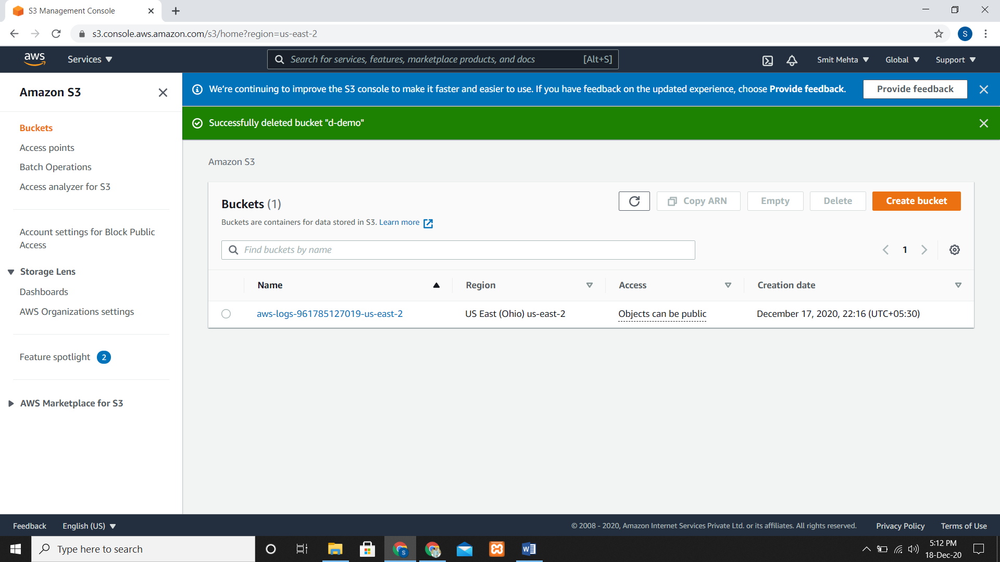 S3 Management Console
s3.console.aws.amazon.com/s3/home?region=us-east-2
S
aws
Services
Search for services, features, marketplace products, and docs
[Alt+S]
Smit Mehta
Global
Support
Amazon S3
We're continuing to improve the S3 console to make it faster and easier to use. If you have feedback on the updated experience, choose Provide feedback.
Provide feedback
Successfully deleted bucket "d-demo"
Buckets
Access points
Batch Operations
Access analyzer for S3
Account settings for Block Public
Access
Storage Lens
Dashboards
AWS Organizations settings
Feature spotlight 2
AWS Marketplace for S3
Amazon S3
Buckets (1)
Copy ARN
Empty
Delete
Create bucket
Buckets are containers for data stored in S3. Learn more
Find buckets by name
1
Name
Region
Access
Creation date
aws-logs-961785127019-us-east-2
US East (Ohio) us-east-2
Objects can be public
December 17, 2020, 22:16 (UTC+05:30)
Feedback
English (US)
© 2008 - 2020, Amazon Internet Services Private Ltd. or its affiliates. All rights reserved.
Privacy Policy
Terms of Use
Type here to search
S
W
5:12 PM
18-Dec-20